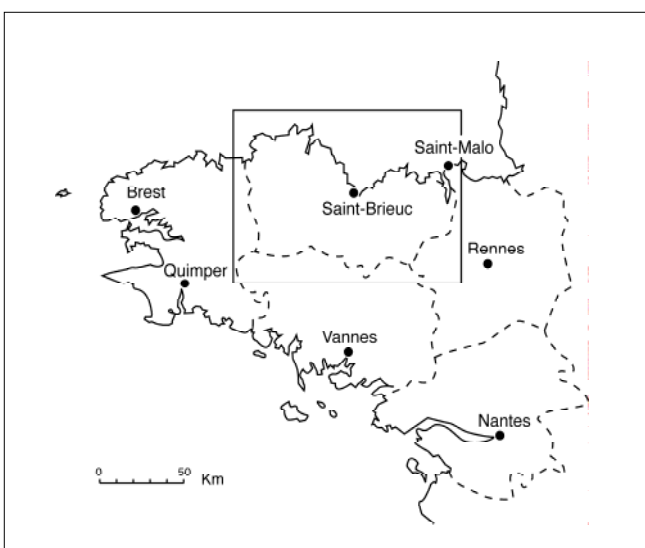 Saint-Malo
Brest
Saint-Brieuc
Rennes
Quimper
Vannes
Nantes
0 50
Km